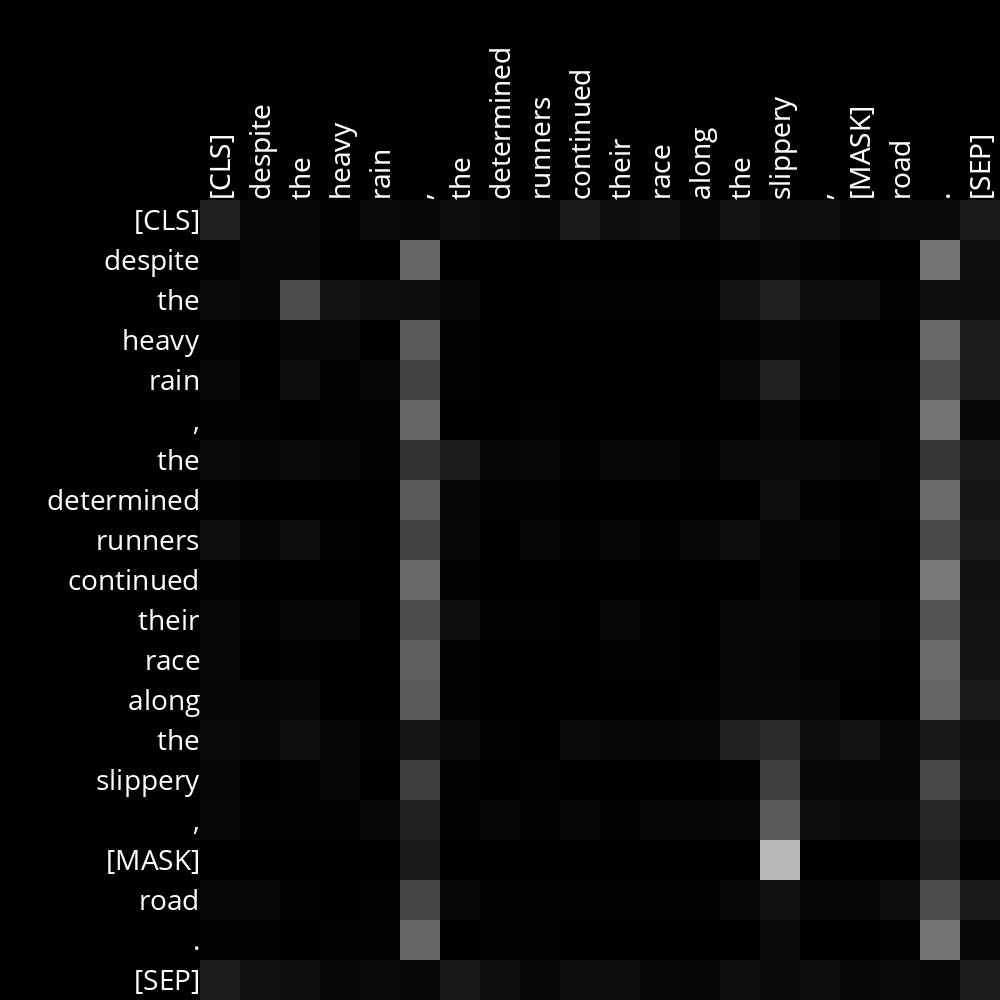 [CLS] despite the heavy rain , the determined runners continued their race along the slippery , [MASK] road . [SEP]
[CLS]
despite
the
heavy
rain
,
the
determined
runners
continued
their
race
along
the
slippery
,
[MASK]
road
.
[SEP]